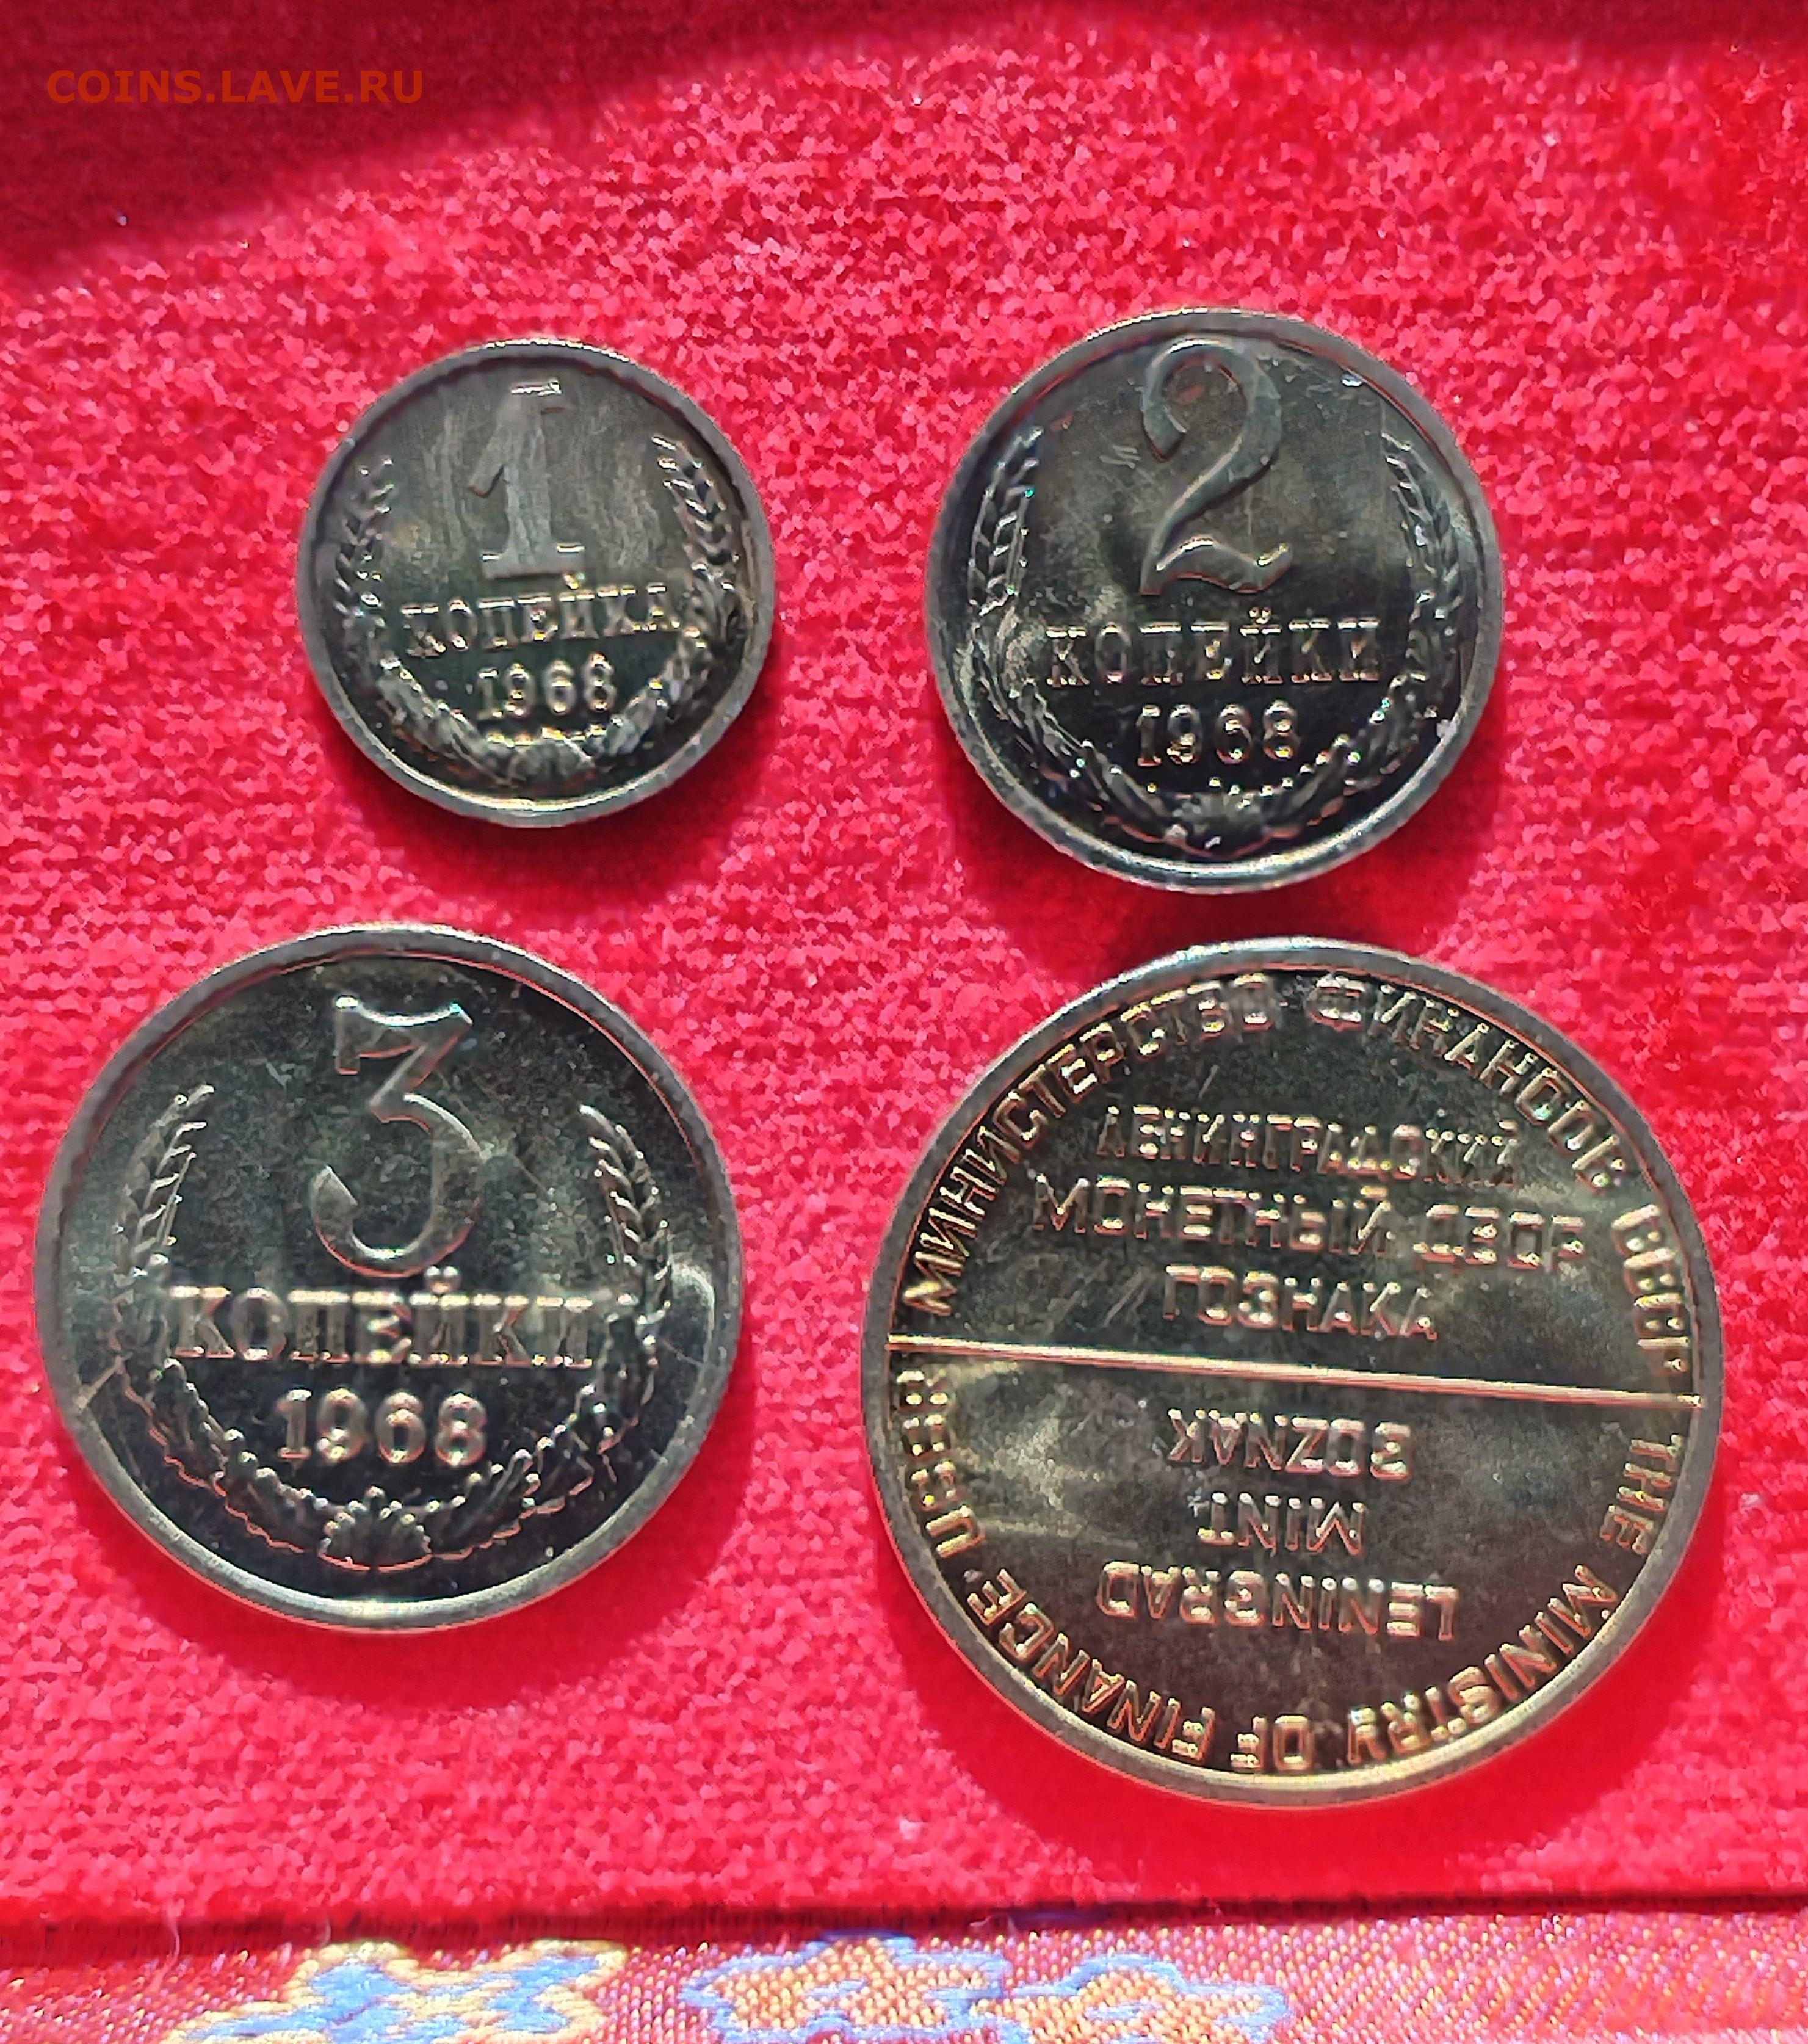 COINS.LAVE.RU
1
КОПЕЙКА
1968
2
КОПЕЙКИ
1968
3
КОПЕЙКИ
1968
МИНИСТЕРСТВО ФИНАНСОВ СССР
ЛЕНИНГРАДСКИЙ
МОНЕТНЫЙ ДВОР
ГОЗНАКА
THE MINISTRY OF FINANCE USSR
LENINGRAD
MINT
GOZNAK